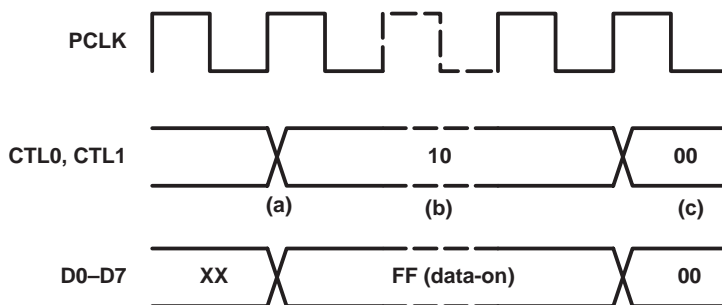 PCLK
CTL0, CTL1 10 00
(a) (b) (c)
D0–D7 XX FF (data-on) 00